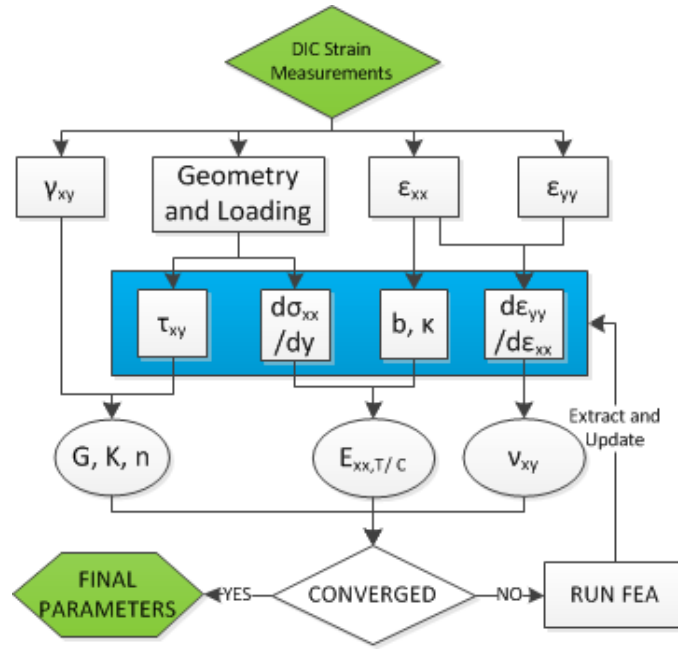 DIC Strain
Measurements
γxy
Geometry
and Loading
εxx
εyy
τxy
dσxx
/dy
b, κ
dεyy
/dεxx
Extract and
Update
G, K, n
Exx,T/ C
νxy
FINAL
PARAMETERS
YES
CONVERGED
NO
RUN FEA